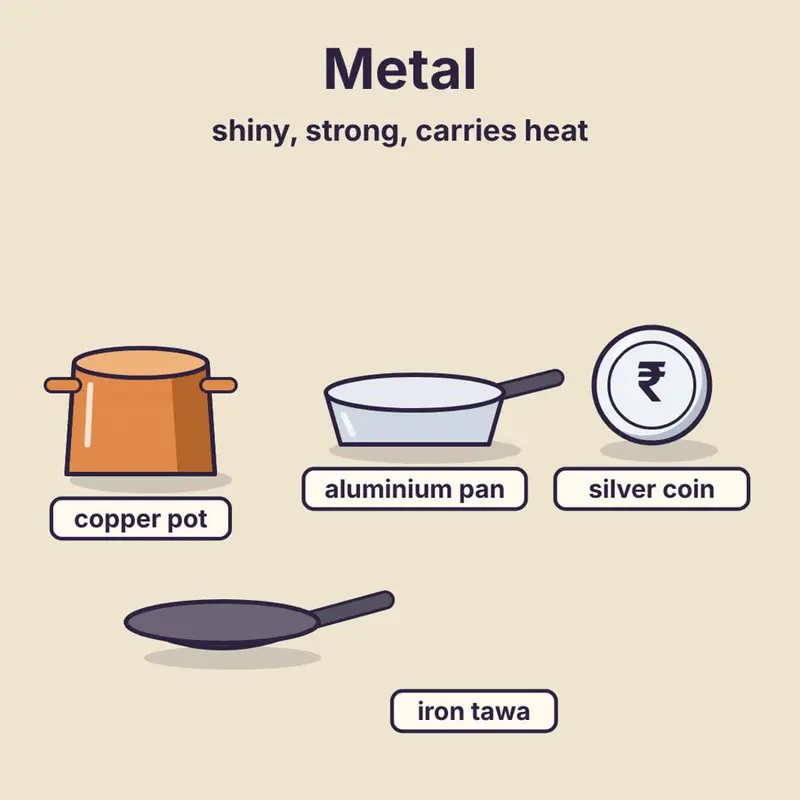 Metal
shiny, strong, carries heat
₹
aluminium pan
silver coin
copper pot
iron tawa